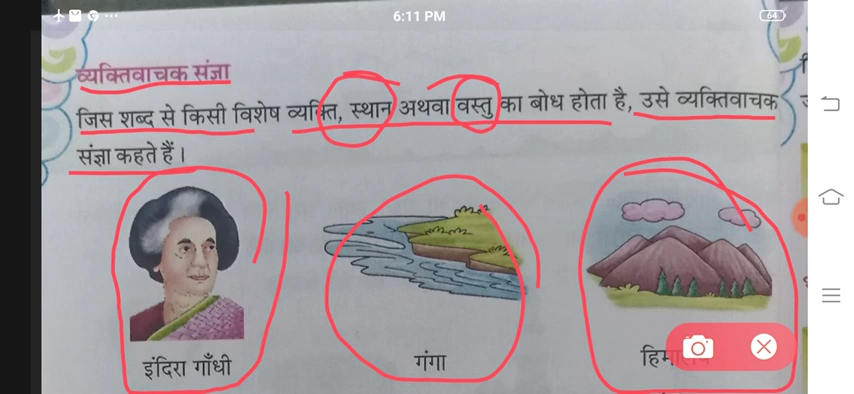 6:11 PM
64
व्यक्तिवाचक संज्ञा
जिस शब्द से किसी विशेष व्यक्ति, स्थान अथवा वस्तु का बोध होता है, उसे व्यक्तिवाचक
संज्ञा कहते हैं।
इंदिरा गाँधी गंगा